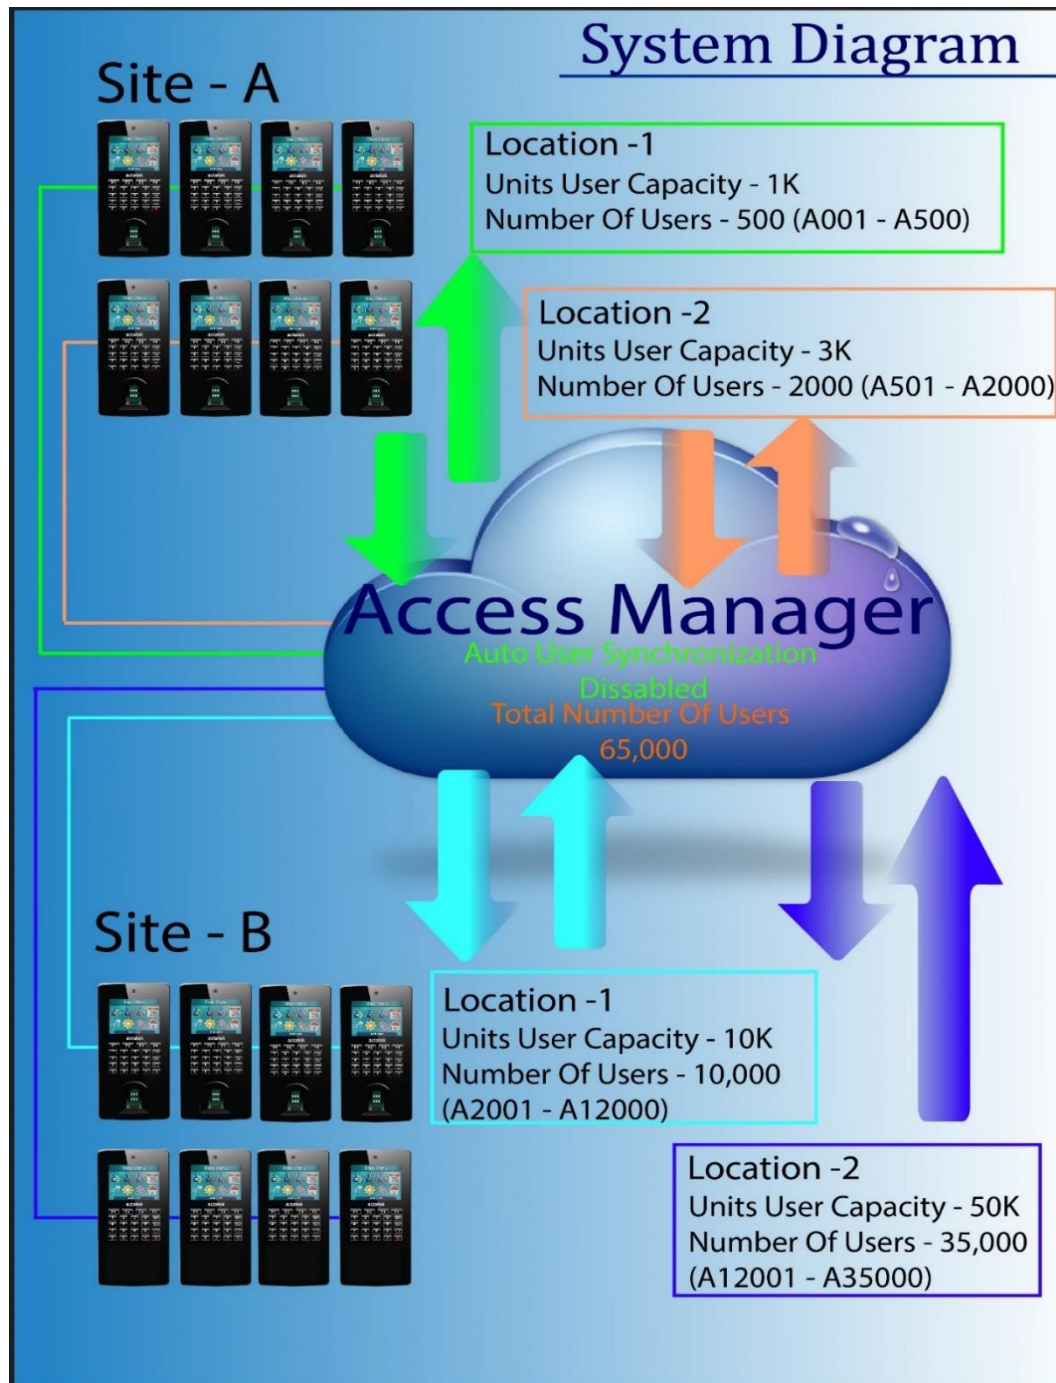 System Diagram
Site - A
Location -1
Units User Capacity - 1K
Number Of Users - 500 (A001 - A500)
Location -2
Units User Capacity - 3K
Number Of Users - 2000 (A501 - A2000)
Access Manager
Auto User Synchronization
Dissabled
Total Number Of Users
65,000
Site - B
Location -1
Units User Capacity - 10K
Number Of Users - 10,000
(A2001 - A12000)
Location -2
Units User Capacity - 50K
Number Of Users - 35,000
(A12001 - A35000)